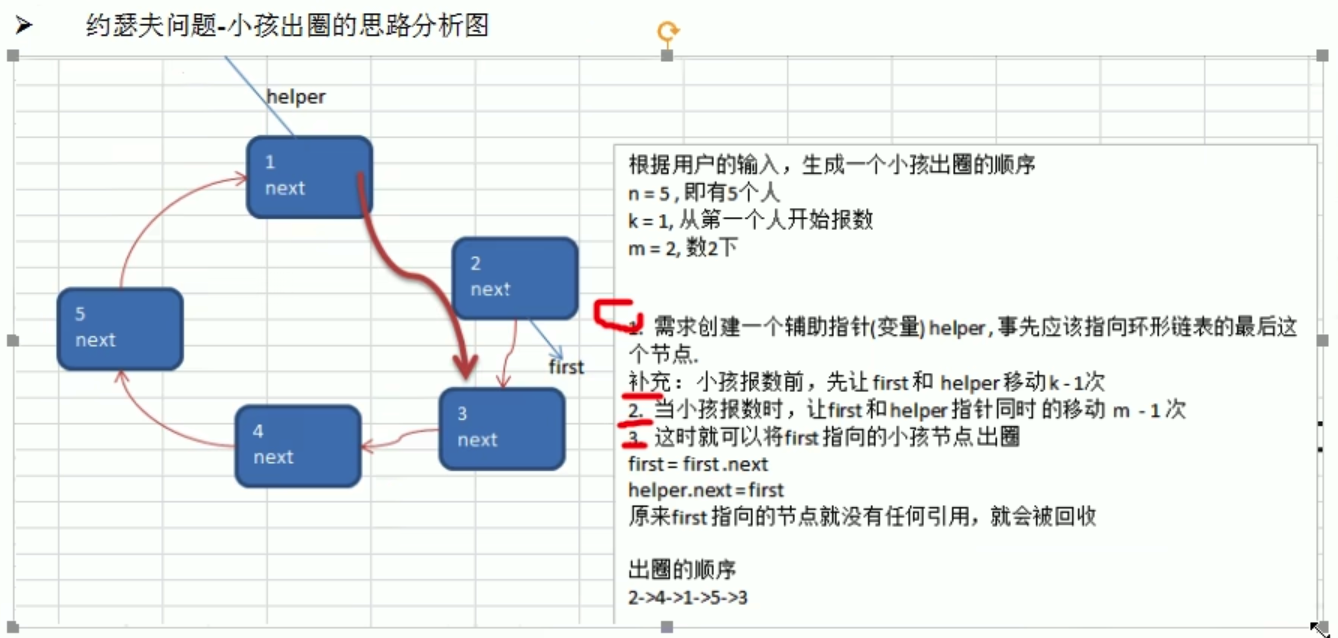 ➤ 约瑟夫问题-小孩出圈的思路分析图
helper
1
next
2
next
first
3
next
4
next
5
next
根据用户的输入，生成一个小孩出圈的顺序
n = 5 , 即有5个人
k = 1, 从第一个人开始报数
m = 2, 数2下
1. 需求创建一个辅助指针(变量) helper , 事先应该指向环形链表的最后这
个节点.
补充： 小孩报数前，先让 first 和 helper 移动 k - 1次
2. 当小孩报数时，让first 和 helper 指针同时 的移动 m - 1 次
3. 这时就可以将first 指向的小孩节点 出圈
first = first .next
helper.next = first
原来first 指向的节点就没有任何引用，就会被回收
出圈的顺序
2->4->1->5->3